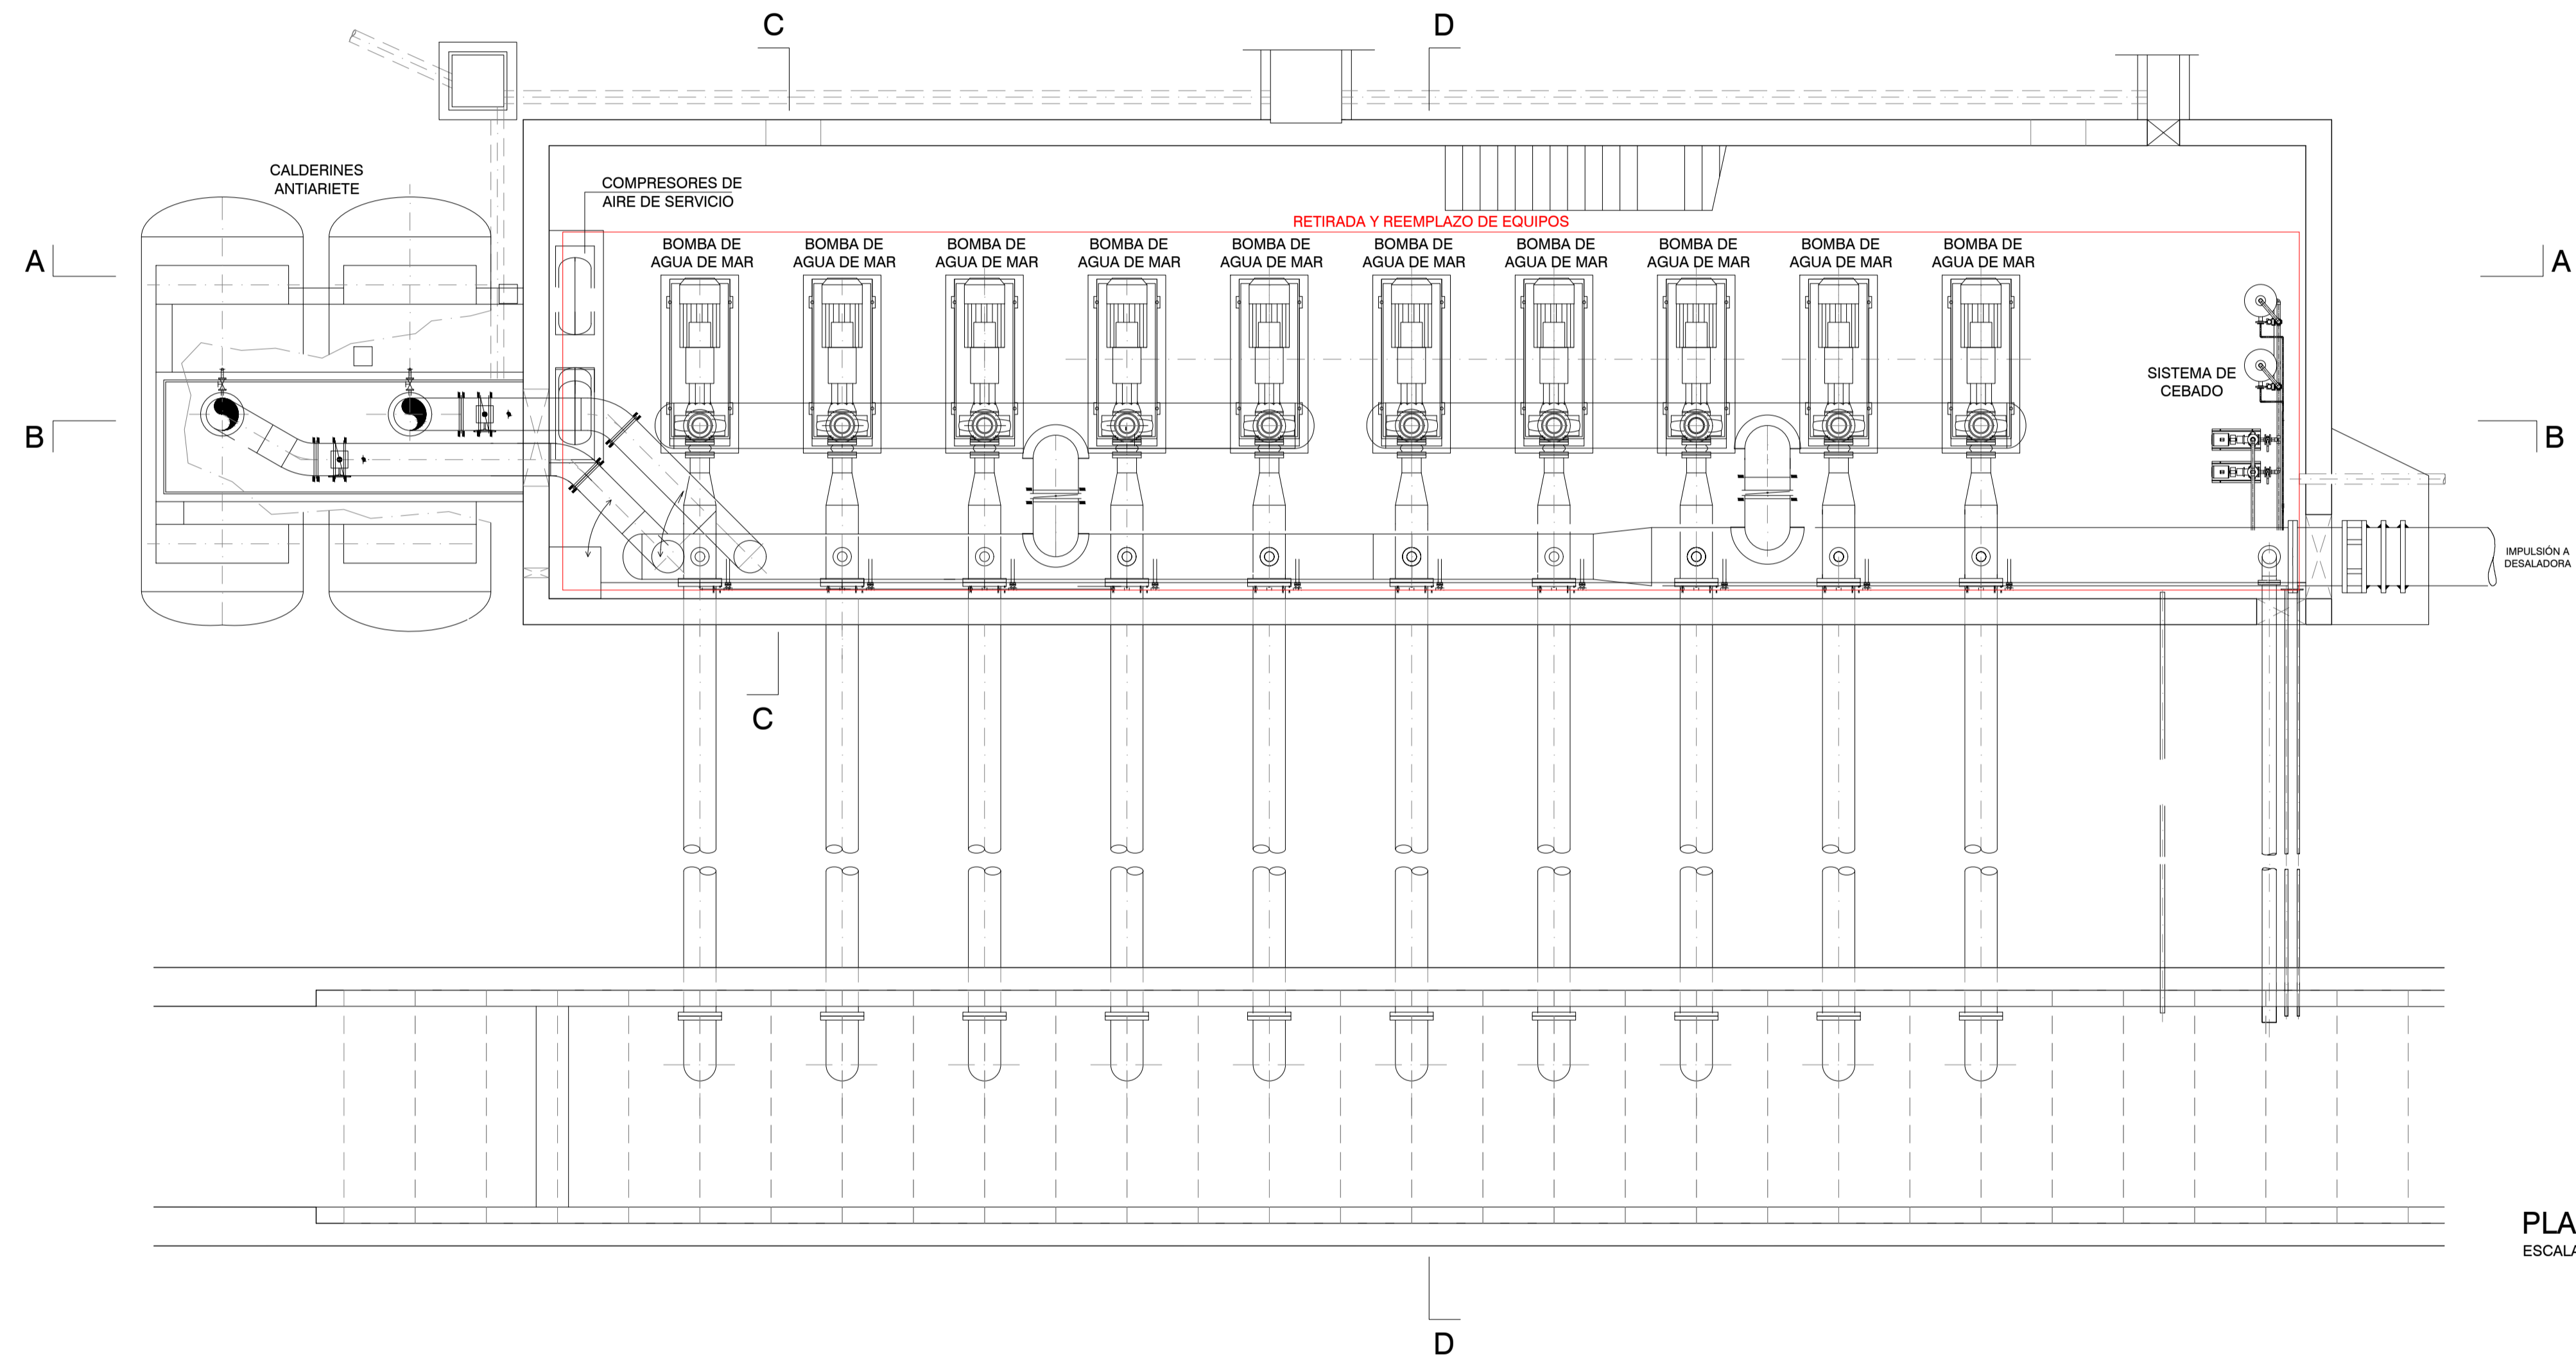 C
D
CALDERINES
ANTIARIETE
COMPRESORES DE
AIRE DE SERVICIO
RETIRADA Y REEMPLAZO DE EQUIPOS
BOMBA DE
AGUA DE MAR
BOMBA DE
AGUA DE MAR
BOMBA DE
AGUA DE MAR
BOMBA DE
AGUA DE MAR
BOMBA DE
AGUA DE MAR
BOMBA DE
AGUA DE MAR
BOMBA DE
AGUA DE MAR
BOMBA DE
AGUA DE MAR
BOMBA DE
AGUA DE MAR
BOMBA DE
AGUA DE MAR
A
A
SISTEMA DE
CEBADO
B
B
IMPULSIÓN A
DESALADORA
C
PLA
ESCALA
D